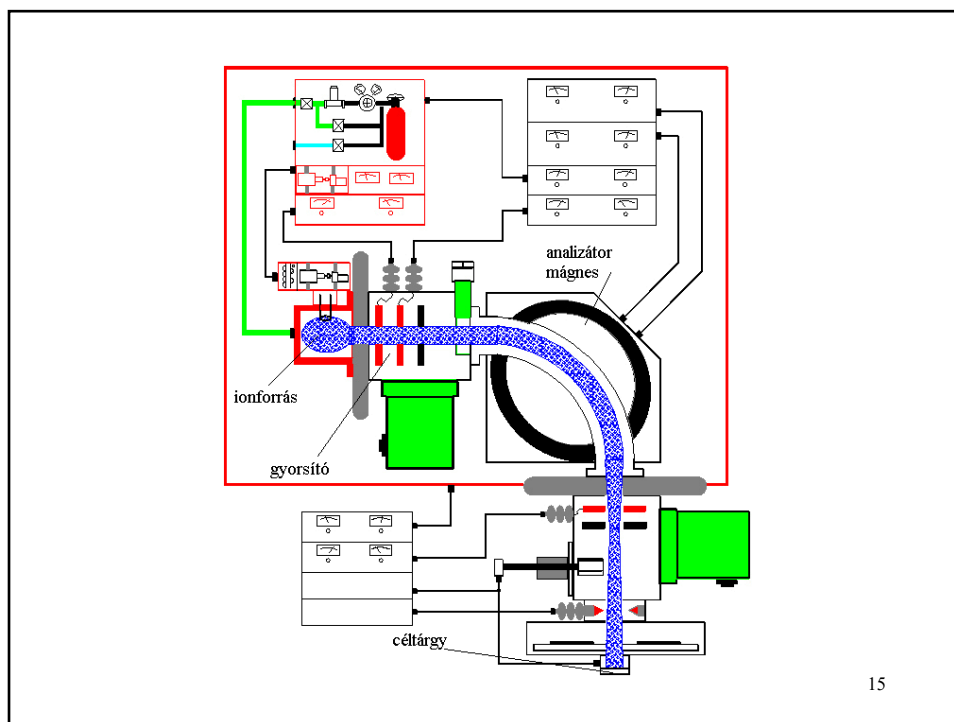 analizátor
mágnes
ionforrás
gyorsító
céltárgy
15